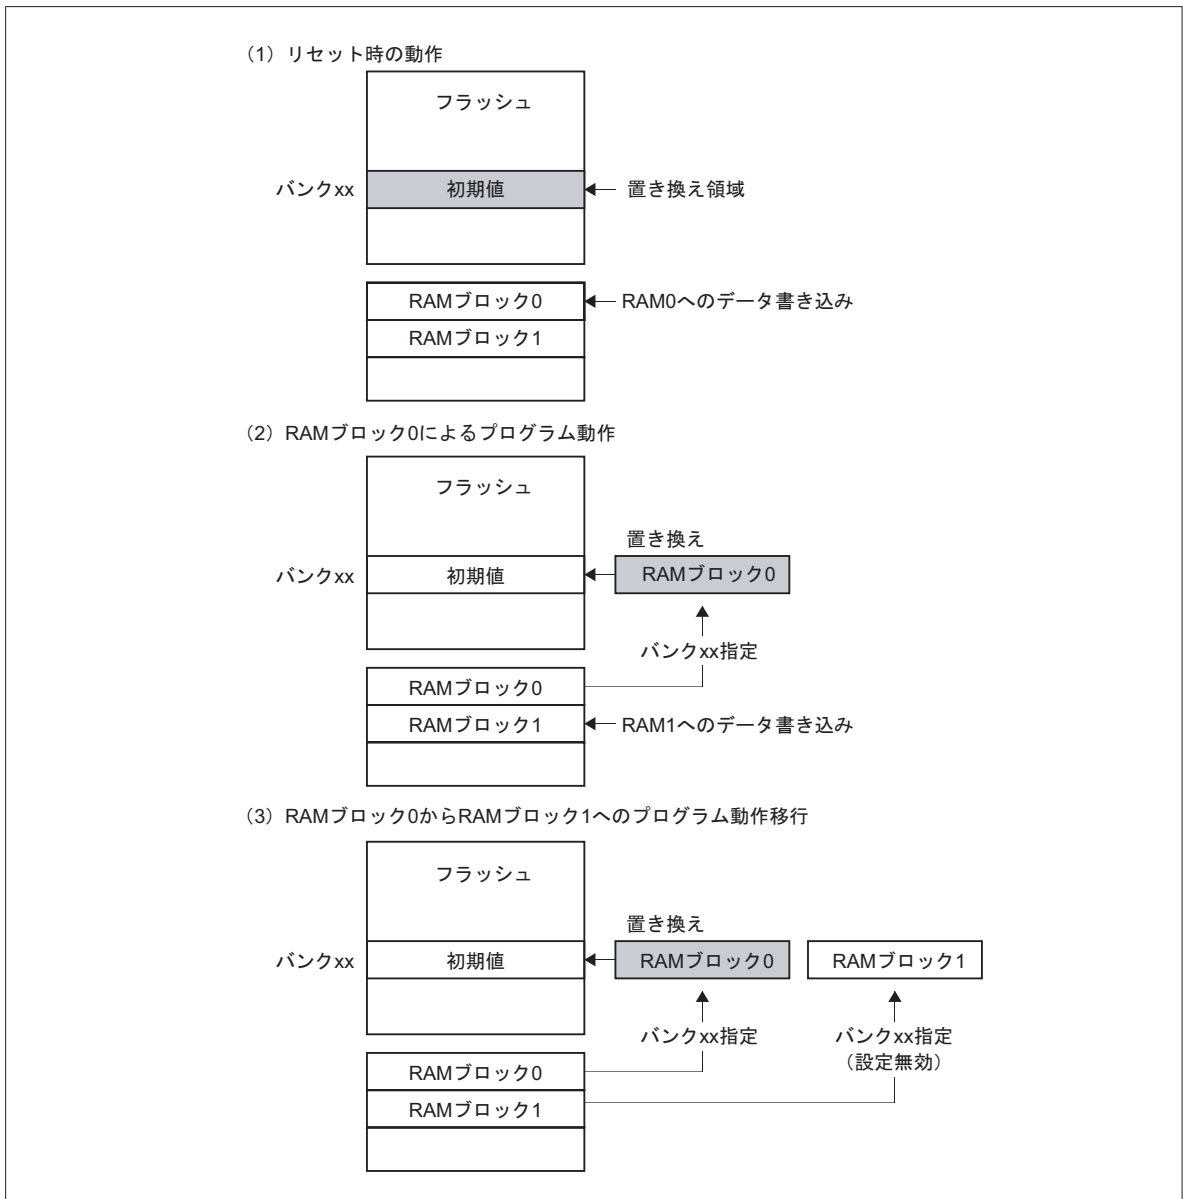 （1）リセット時の動作
フラッシュ
バンクxx
初期値
置き換え領域
RAMブロック0
RAM0へのデータ書き込み
RAMブロック1
（2）RAMブロック0によるプログラム動作
フラッシュ
置き換え
バンクxx
初期値
RAMブロック0
バンクxx指定
RAMブロック0
RAMブロック1
RAM1へのデータ書き込み
（3）RAMブロック0からRAMブロック1へのプログラム動作移行
フラッシュ
置き換え
バンクxx
初期値
RAMブロック0
RAMブロック1
バンクxx指定
バンクxx指定
（設定無効）
RAMブロック0
RAMブロック1